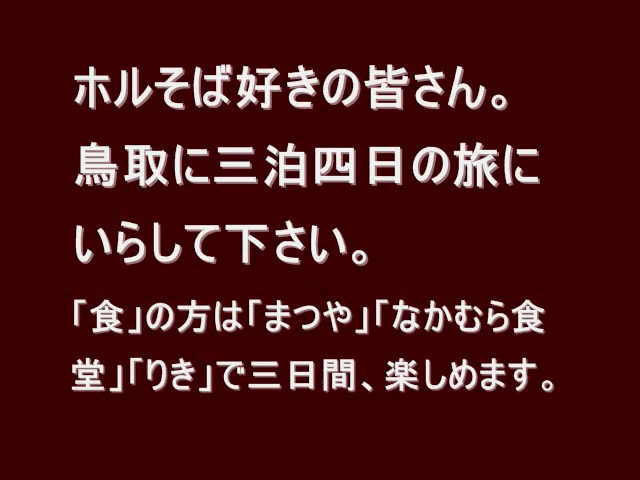 ホルそば好きの皆さん。
鳥取に三泊四日の旅に
いらして下さい。
「食」の方は「まつや」「なかむら食
堂」「りき」で三日間、楽しめます。